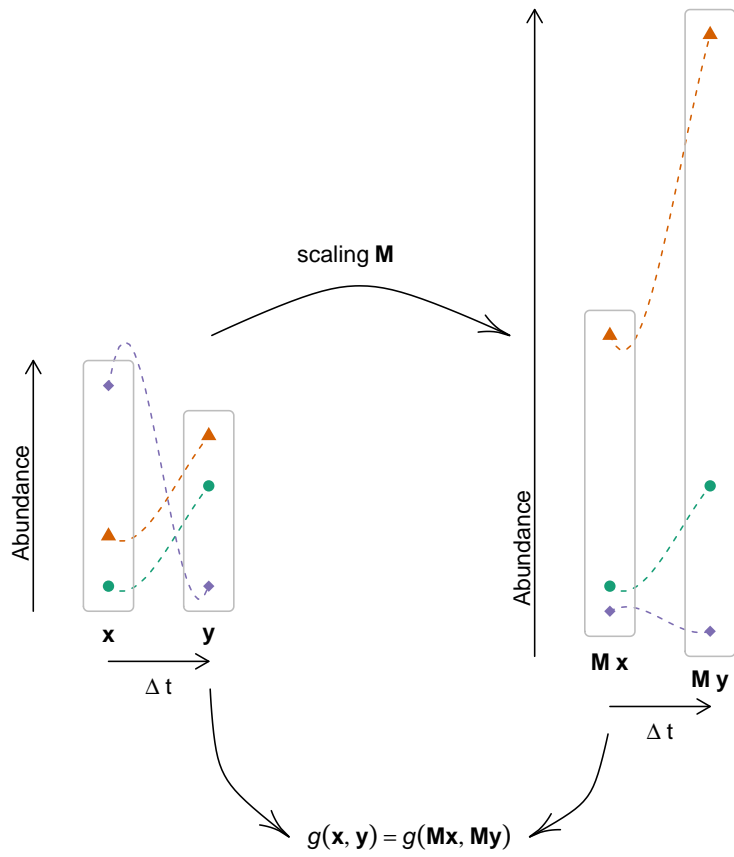 scaling M
Abundance
Abundance
x
y
Δ t
M x
M y
Δ t
g(x, y) = g(Mx, My)